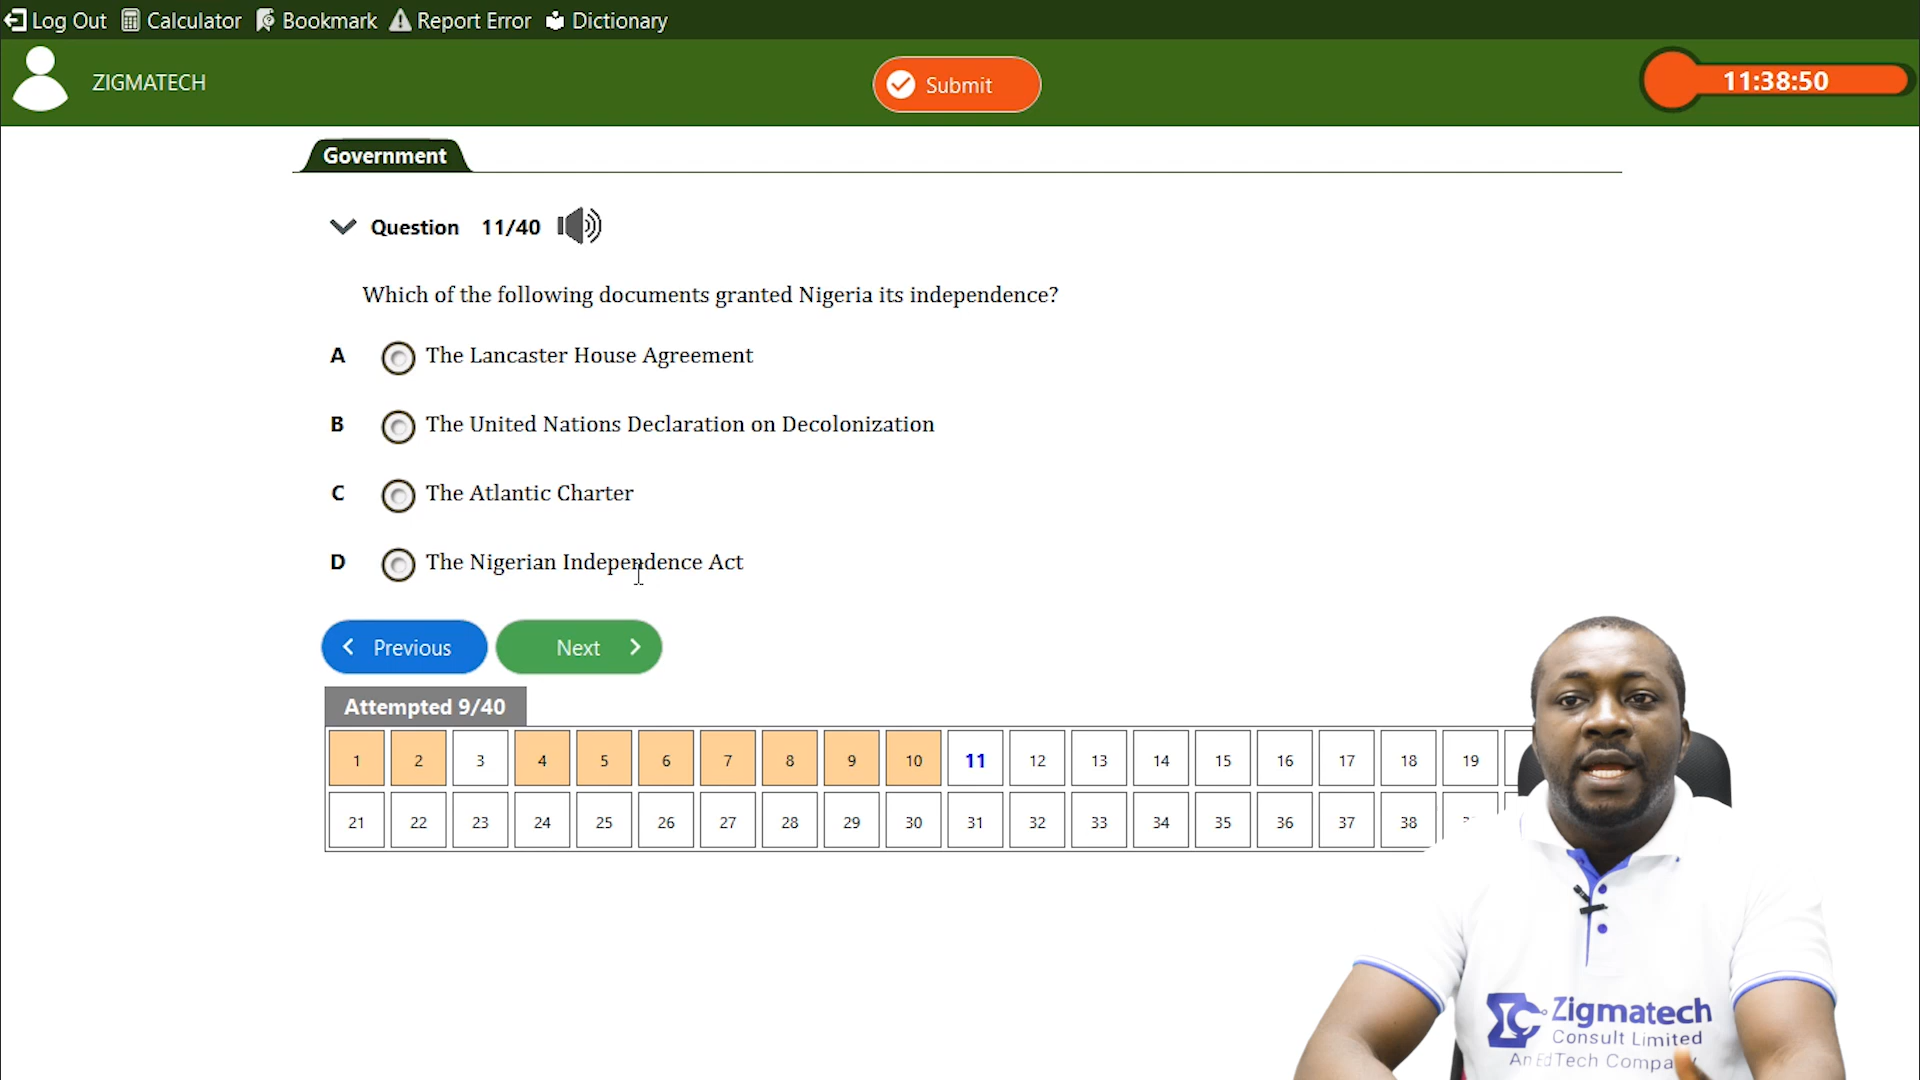 Log Out Calculator Bookmark Report Error Dictionary
ZIGMATECH
Submit
11:38:50
Government
Question 11/40
Which of the following documents granted Nigeria its independence?
A The Lancaster House Agreement
B The United Nations Declaration on Decolonization
C The Atlantic Charter
D The Nigerian Independence Act
Previous Next
Attempted 9/40
1 2 3 4 5 6 7 8 9 10 11 12 13 14 15 16 17 18 19
21 22 23 24 25 26 27 28 29 30 31 32 33 34 35 36 37 38
Zigmatech
Consult Limited
An EdTech